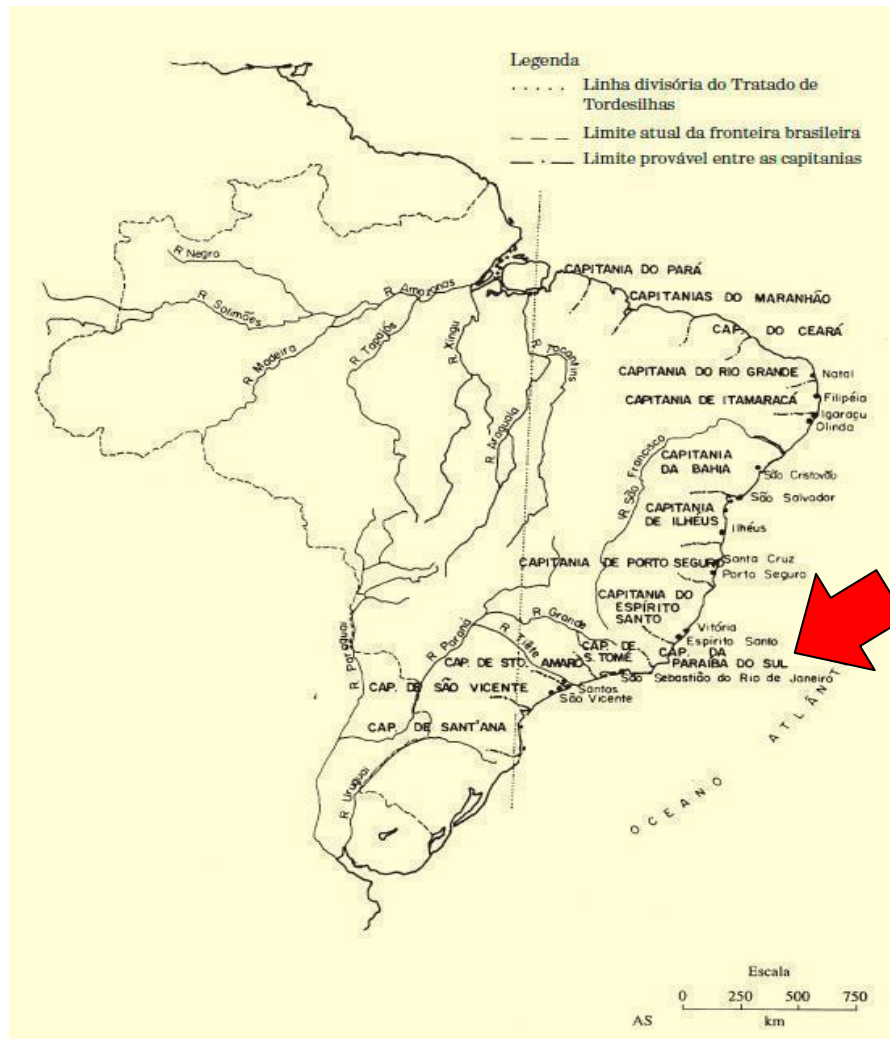 Legenda
Linha divisória do Tratado de
Tordesilhas
Limite atual da fronteira brasileira
Limite provável entre as capitanias
R Negro
R. Solimões
R. Amazonas
R. Madeira
R. Tapajós
R. Xingu
R. Tocantins
R. Araguaia
CAPITANIA DO PARÁ
CAPITANIAS DO MARANHÃO
CAP. DO CEARÁ
CAPITANIA DO RIO GRANDE
Natal
CAPITANIA DE ITAMARACÁ
Filipéia
Igaraçu
Olinda
R São Francisco
CAPITANIA
DA BAHIA
São Cristovão
São Salvador
CAPITANIA
DE ILHÉUS
Ilhéus
CAPITANIA DE PORTO SEGURO
Santa Cruz
Porto Seguro
CAPITANIA DO
ESPÍRITO
SANTO
Vitória
Espírito Santo
R. Grande
R. Paraná
R. Tiête
R. Paraguai
CAP. DE
S. TOMÉ
CAP. DA
PARAIBA DO SUL
CAP. DE STO. AMARO
São Sebastião do Rio de Janeiro
CAP. DE SÃO VICENTE
Santos
São Vicente
CAP. DE SANT'ANA
R. Uruguai
OCEANO ATLÂNT
Escala
0 250 500 750
AS km